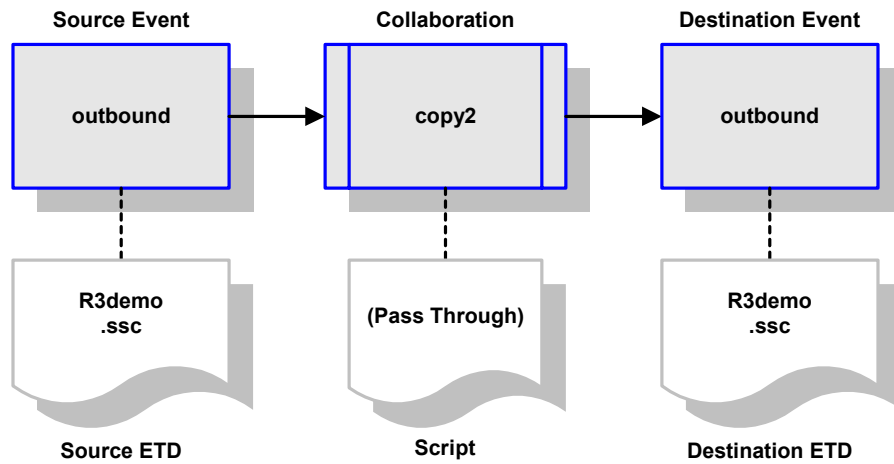 Source Event
Collaboration
Destination Event
outbound
copy2
outbound
R3demo
.ssc
(Pass Through)
R3demo
.ssc
Source ETD
Script
Destination ETD